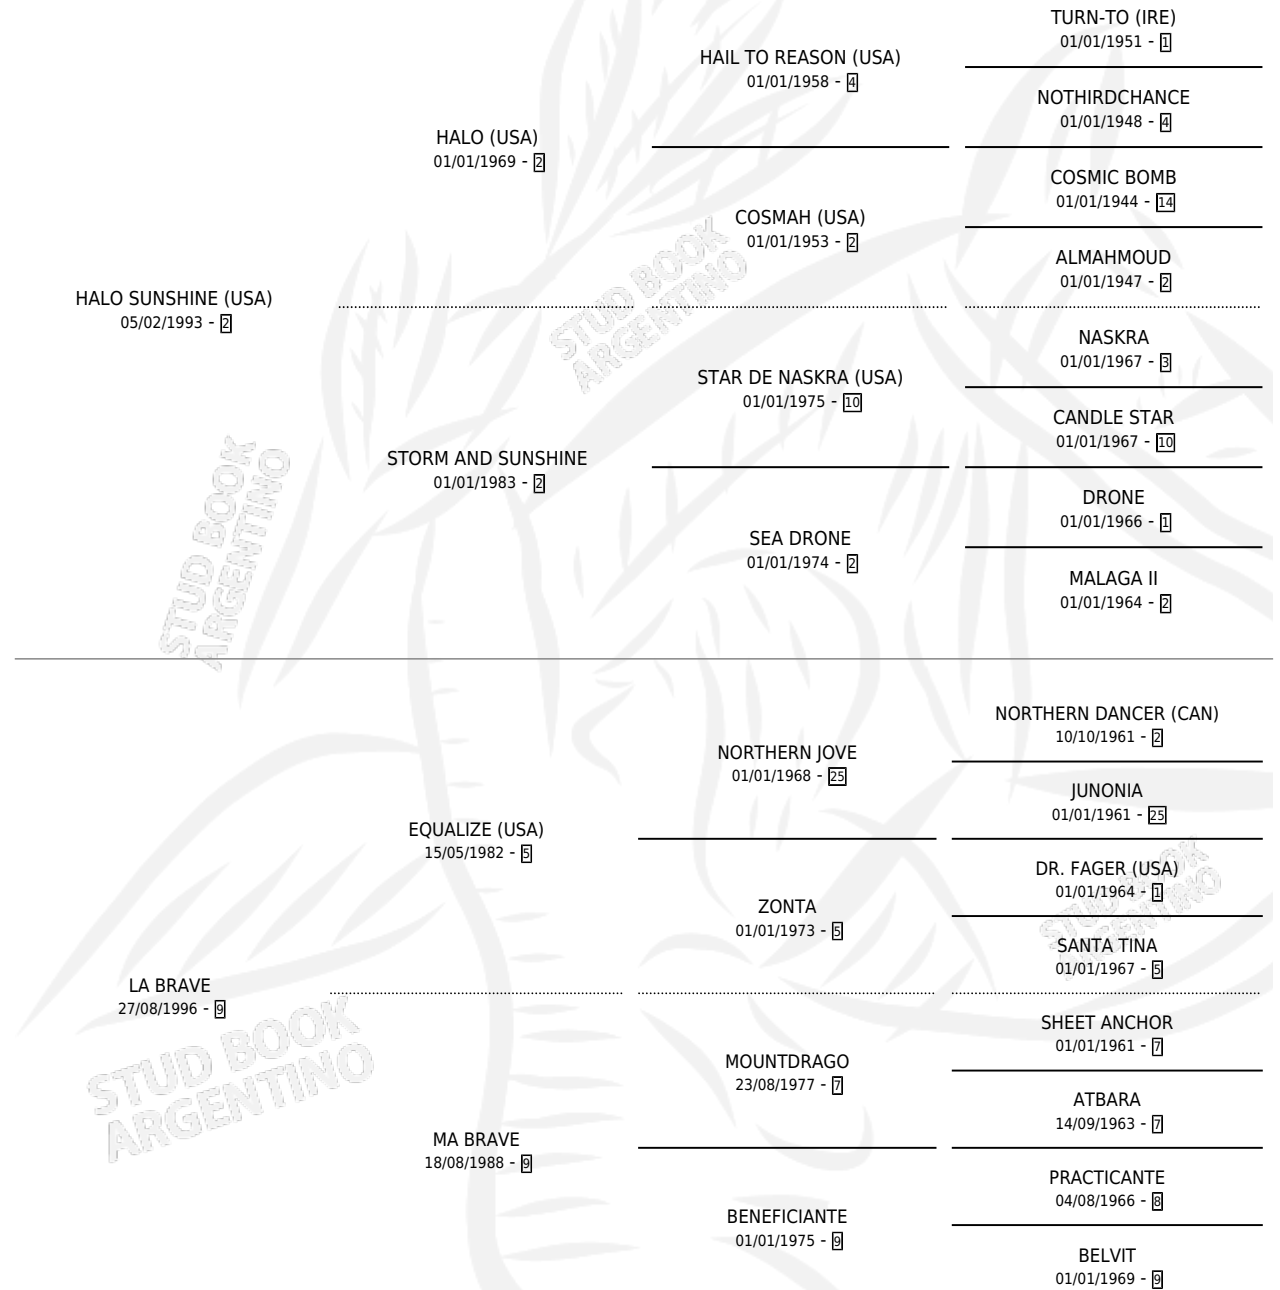 TURN-TO (IRE)
01/01/1951 - 1
HAIL TO REASON (USA)
01/01/1958 - 4
NOTHIRDCHANCE
01/01/1948 - 4
HALO (USA)
01/01/1969 - 2
COSMIC BOMB
01/01/1944 - 14
COSMAH (USA)
01/01/1953 - 2
ALMAHMOUD
01/01/1947 - 2
HALO SUNSHINE (USA)
05/02/1993 - 2
STUD BOOK
ARGENTINO
NASKRA
01/01/1967 - 3
STAR DE NASKRA (USA)
01/01/1975 - 10
CANDLE STAR
01/01/1967 - 10
STORM AND SUNSHINE
01/01/1983 - 2
DRONE
01/01/1966 - 1
SEA DRONE
01/01/1974 - 2
MALAGA II
01/01/1964 - 2
STUD BOOK
ARGENTINO
NORTHERN DANCER (CAN)
10/10/1961 - 2
NORTHERN JOVE
01/01/1968 - 25
JUNONIA
01/01/1961 - 25
EQUALIZE (USA)
15/05/1982 - 5
DR. FAGER (USA)
01/01/1964 - 1
STUD BOOK
ARGENTINO
ZONTA
01/01/1973 - 5
SANTA TINA
01/01/1967 - 5
LA BRAVE
27/08/1996 - 9
STUD BOOK
ARGENTINO
SHEET ANCHOR
01/01/1961 - 7
MOUNTDRAGO
23/08/1977 - 7
ATBARA
14/09/1963 - 7
MA BRAVE
18/08/1988 - 9
PRACTICANTE
04/08/1966 - 8
BENEFICIANTE
01/01/1975 - 9
BELVIT
01/01/1969 - 9